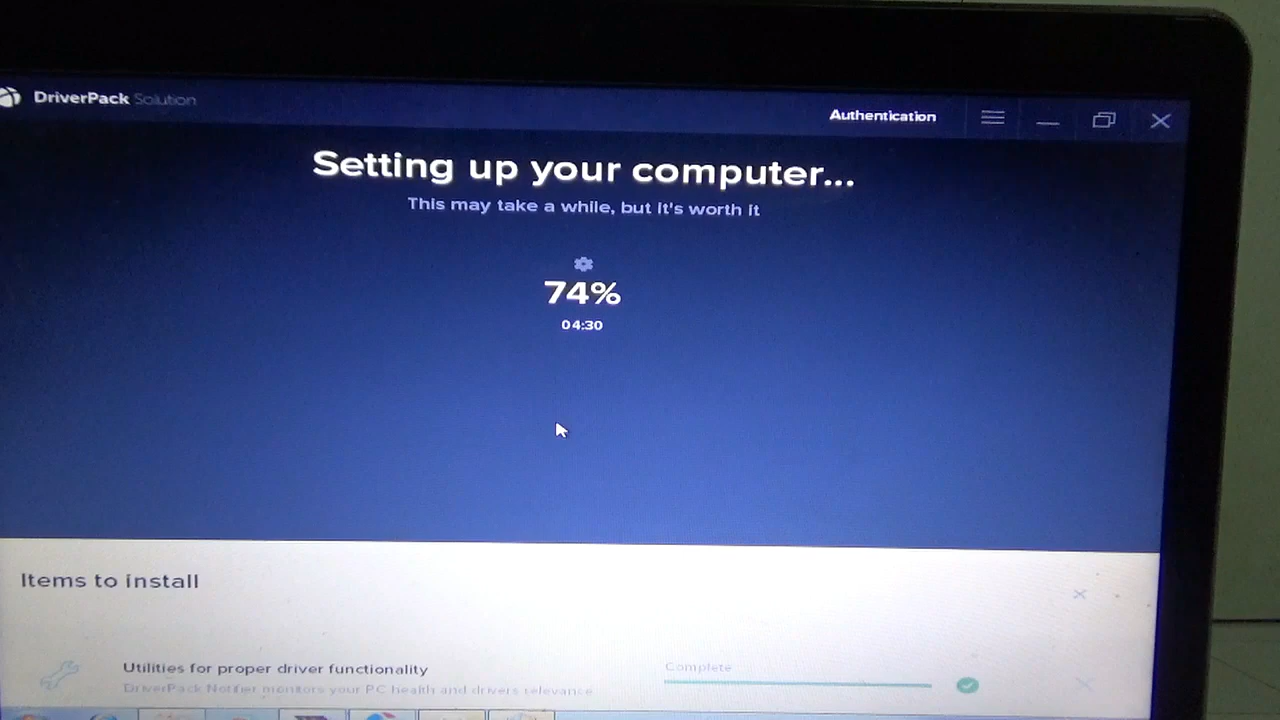 DriverPack Solution
Authentication
Setting up your computer...
This may take a while, but it's worth it
74%
04:30
Items to install
Utilities for proper driver functionality
Complete
DriverPack Notifier monitors your PC health and drivers relevance